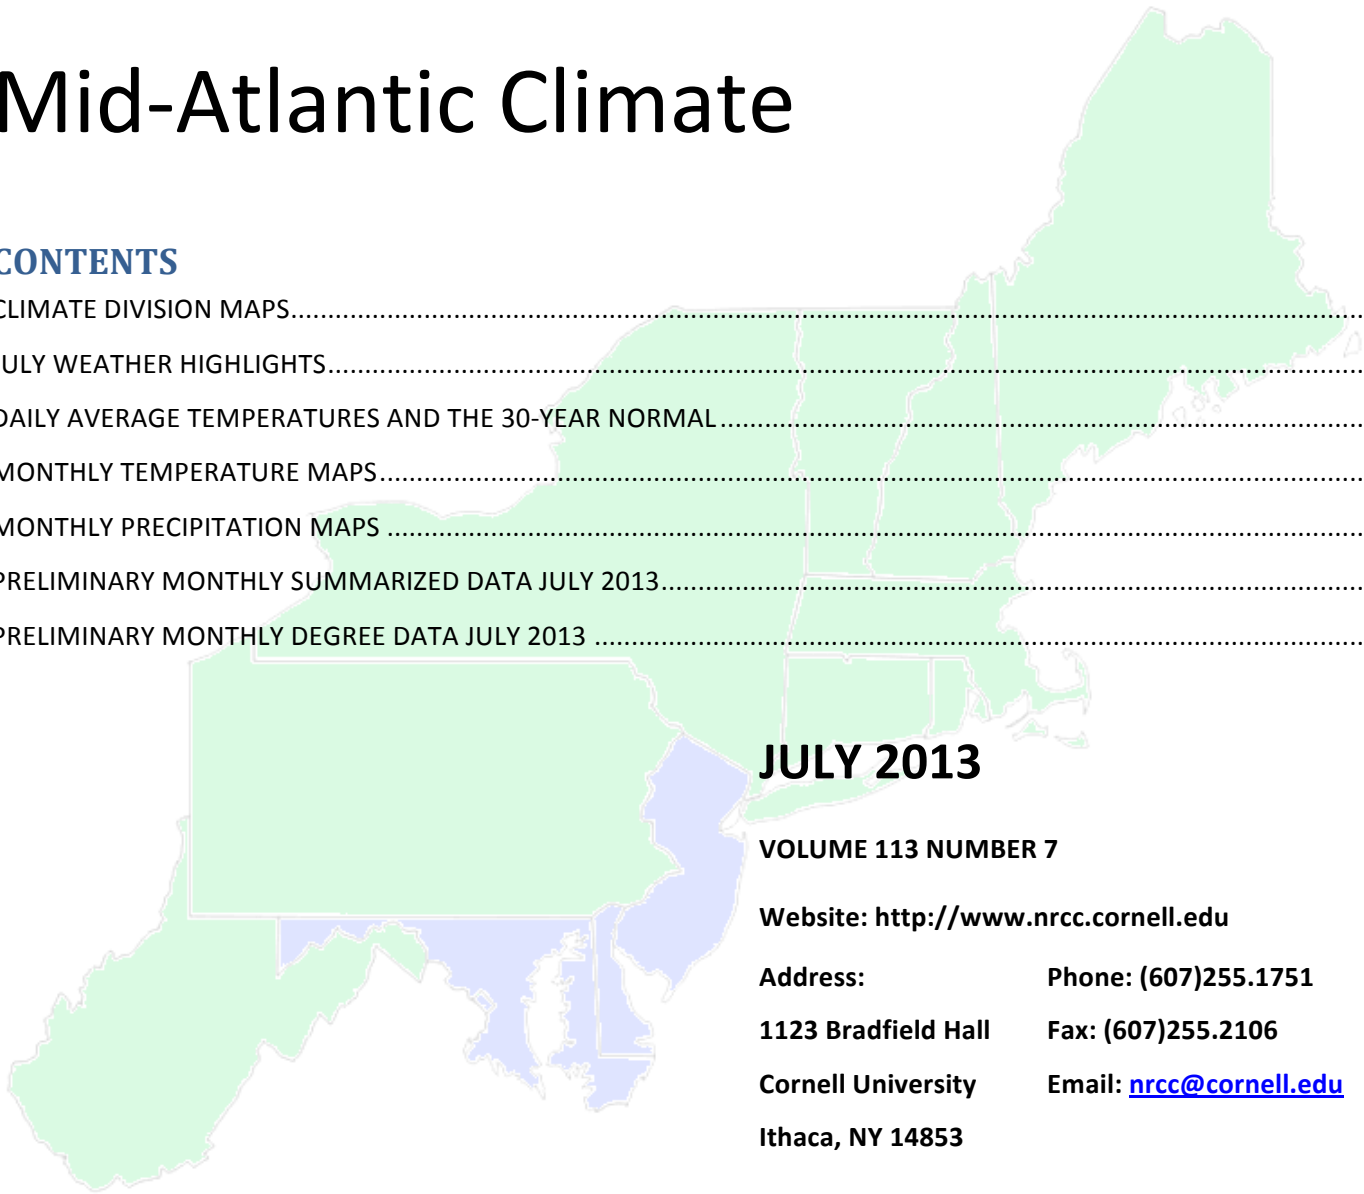 Mid-Atlantic Climate
CONTENTS
CLIMATE DIVISION MAPS
JULY WEATHER HIGHLIGHTS
DAILY AVERAGE TEMPERATURES AND THE 30-YEAR NORMAL
MONTHLY TEMPERATURE MAPS
MONTHLY PRECIPITATION MAPS
PRELIMINARY MONTHLY SUMMARIZED DATA JULY 2013
PRELIMINARY MONTHLY DEGREE DATA JULY 2013
JULY 2013
VOLUME 113 NUMBER 7
Website: http://www.nrcc.cornell.edu
Address: Phone: (607)255.1751
1123 Bradfield Hall Fax: (607)255.2106
Cornell University Email: nrcc@cornell.edu
Ithaca, NY 14853